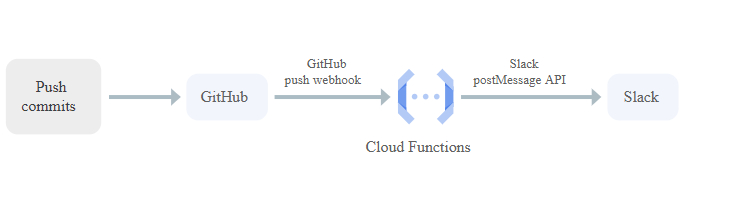 Push
commits
GitHub
GitHub
push webhook
Cloud Functions
Slack
postMessage API
Slack